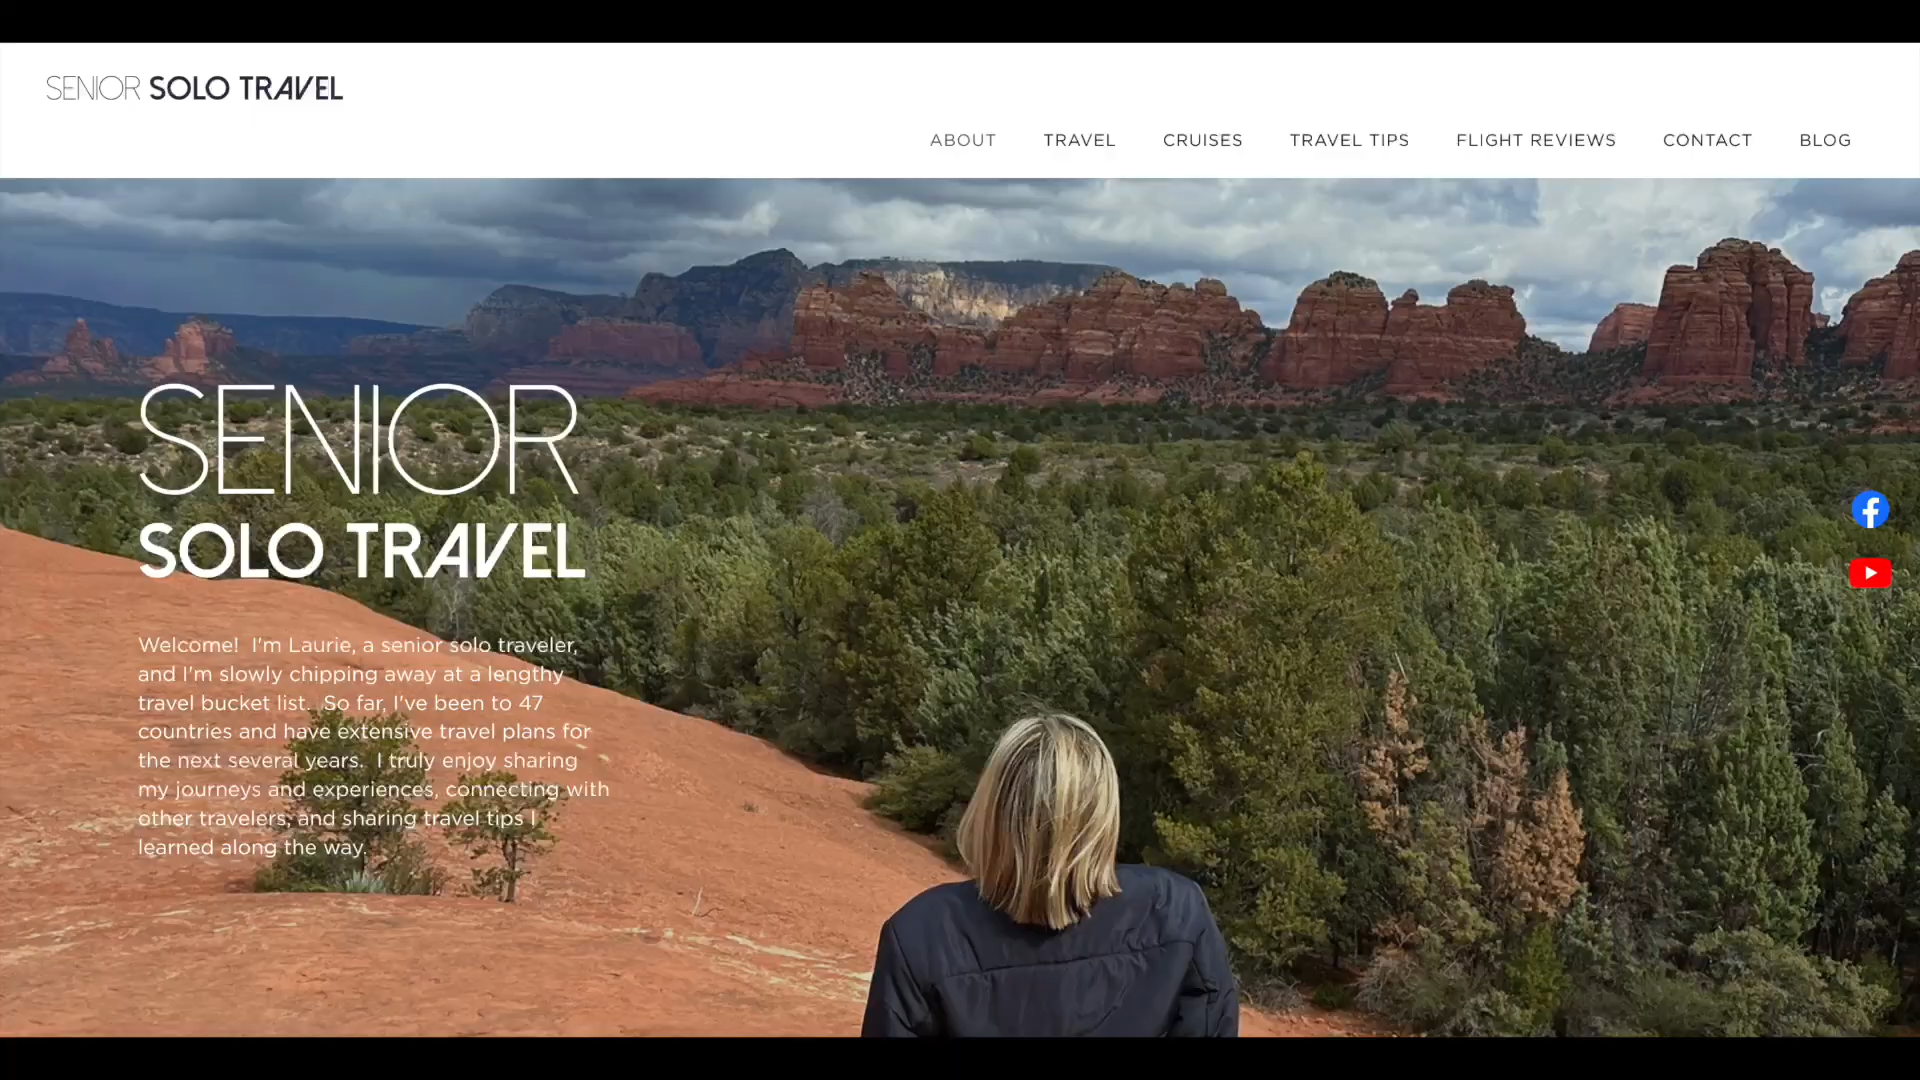 SENIOR SOLO TRAVEL
ABOUT TRAVEL CRUISES TRAVEL TIPS FLIGHT REVIEWS CONTACT BLOG
SENIOR
SOLO TRAVEL
Welcome! I'm Laurie, a senior solo traveler,
and I'm slowly chipping away at a lengthy
travel bucket list. So far, I've been to 47
countries and have extensive travel plans for
the next several years. I truly enjoy sharing
my journeys and experiences, connecting with
other travelers, and sharing travel tips I
learned along the way.